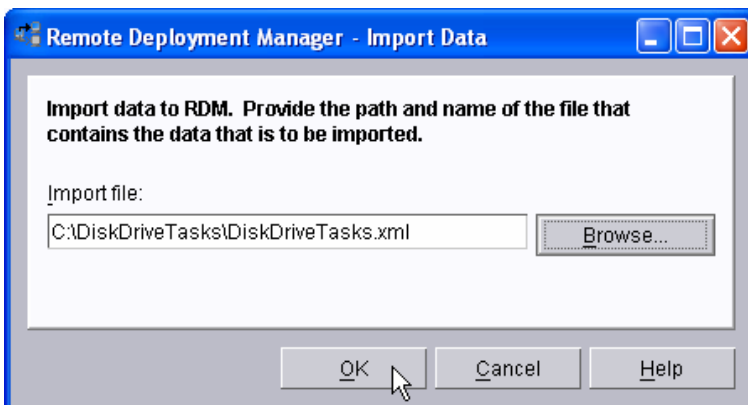 Remote Deployment Manager - Import Data
Import data to RDM. Provide the path and name of the file that
contains the data that is to be imported.
Import file:
C:\DiskDriveTasks\DiskDriveTasks.xml
Browse...
OK
Cancel
Help